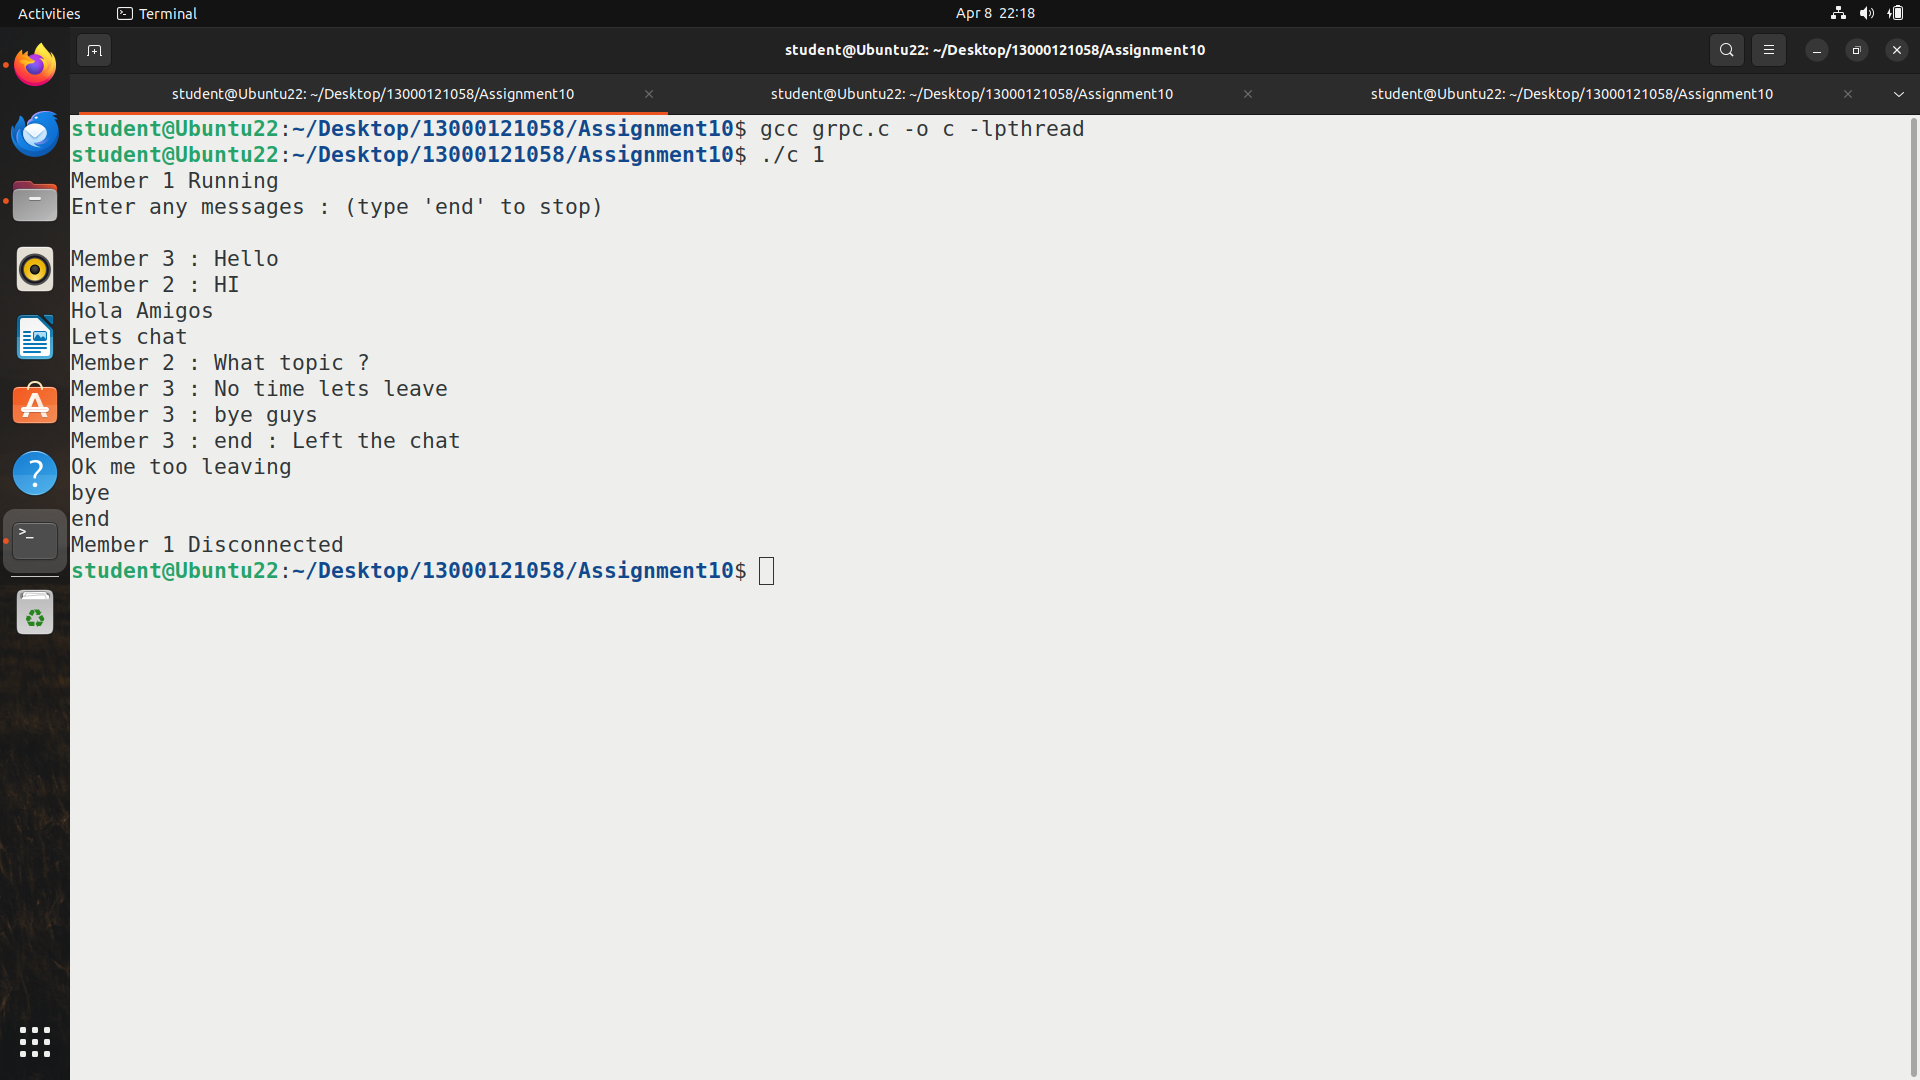 Activities Terminal Apr 8 22:18
student@Ubuntu22: ~/Desktop/13000121058/Assignment10
student@Ubuntu22: ~/Desktop/13000121058/Assignment10 student@Ubuntu22: ~/Desktop/13000121058/Assignment10 student@Ubuntu22: ~/Desktop/13000121058/Assignment10
student@Ubuntu22:~/Desktop/13000121058/Assignment10$ gcc grpc.c -o c -lpthread
student@Ubuntu22:~/Desktop/13000121058/Assignment10$ ./c 1
Member 1 Running
Enter any messages : (type 'end' to stop)
Member 3 : Hello
Member 2 : HI
Hola Amigos
Lets chat
Member 2 : What topic ?
Member 3 : No time lets leave
Member 3 : bye guys
Member 3 : end : Left the chat
Ok me too leaving
bye
end
Member 1 Disconnected
student@Ubuntu22:~/Desktop/13000121058/Assignment10$